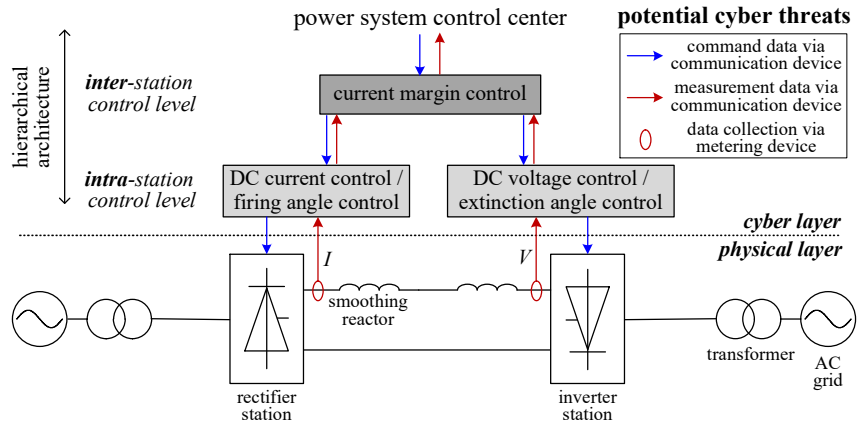 power system control center
potential cyber threats
command data via
communication device
measurement data via
communication device
data collection via
metering device
hierarchical
architecture
inter-station
control level
current margin control
intra-station
control level
DC current control /
firing angle control
DC voltage control /
extinction angle control
cyber layer
physical layer
I
V
smoothing
reactor
transformer
AC
grid
rectifier
station
inverter
station